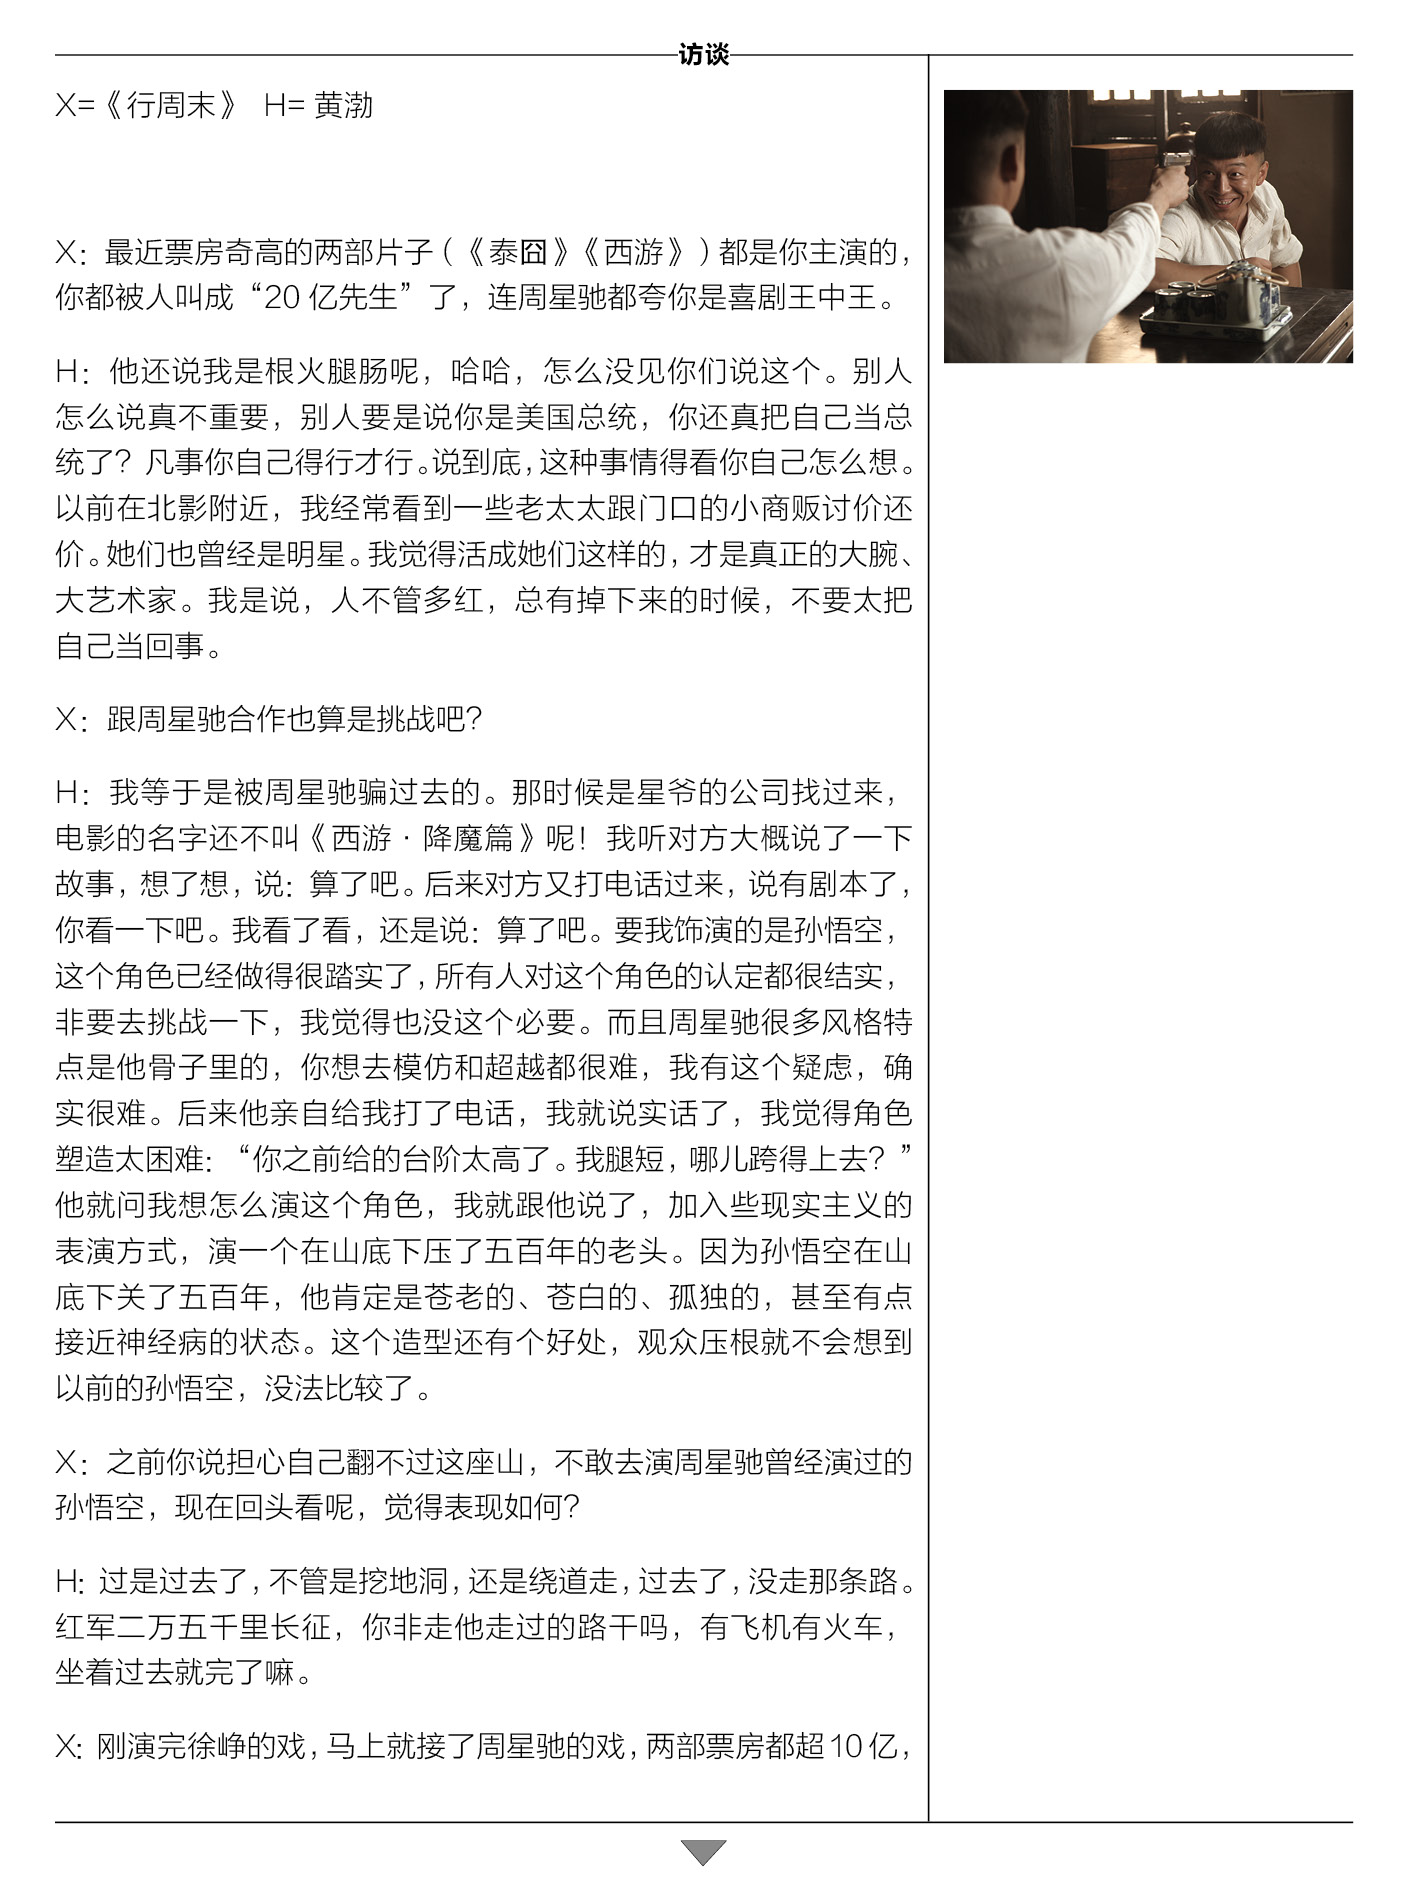 访谈
X=《行周末》 H= 黄渤
X：最近票房奇高的两部片子（《泰囧》《西游》）都是你主演的，
你都被人叫成“20 亿先生”了，连周星驰都夸你是喜剧王中王。
H：他还说我是根火腿肠呢，哈哈，怎么没见你们说这个。别人
怎么说真不重要，别人要是说你是美国总统，你还真把自己当总
统了？凡事你自己得行才行。说到底，这种事情得看你自己怎么想。
以前在北影附近，我经常看到一些老太太跟门口的小商贩讨价还
价。她们也曾经是明星。我觉得活成她们这样的，才是真正的大腕、
大艺术家。我是说，人不管多红，总有掉下来的时候，不要太把
自己当回事。
X：跟周星驰合作也算是挑战吧？
H：我等于是被周星驰骗过去的。那时候是星爷的公司找过来，
电影的名字还不叫《西游·降魔篇》呢！我听对方大概说了一下
故事，想了想，说：算了吧。后来对方又打电话过来，说有剧本了，
你看一下吧。我看了看，还是说：算了吧。要我饰演的是孙悟空，
这个角色已经做得很踏实了，所有人对这个角色的认定都很结实，
非要去挑战一下，我觉得也没这个必要。而且周星驰很多风格特
点是他骨子里的，你想去模仿和超越都很难，我有这个疑虑，确
实很难。后来他亲自给我打了电话，我就说实话了，我觉得角色
塑造太困难：“你之前给的台阶太高了。我腿短，哪儿跨得上去？”
他就问我想怎么演这个角色，我就跟他说了，加入些现实主义的
表演方式，演一个在山底下压了五百年的老头。因为孙悟空在山
底下关了五百年，他肯定是苍老的、苍白的、孤独的，甚至有点
接近神经病的状态。这个造型还有个好处，观众压根就不会想到
以前的孙悟空，没法比较了。
X：之前你说担心自己翻不过这座山，不敢去演周星驰曾经演过的
孙悟空，现在回头看呢，觉得表现如何？
H：过是过去了，不管是挖地洞，还是绕道走，过去了，没走那条路。
红军二万五千里长征，你非走他走过的路干吗，有飞机有火车，
坐着过去就完了嘛。
X：刚演完徐峥的戏，马上就接了周星驰的戏，两部票房都超10亿，